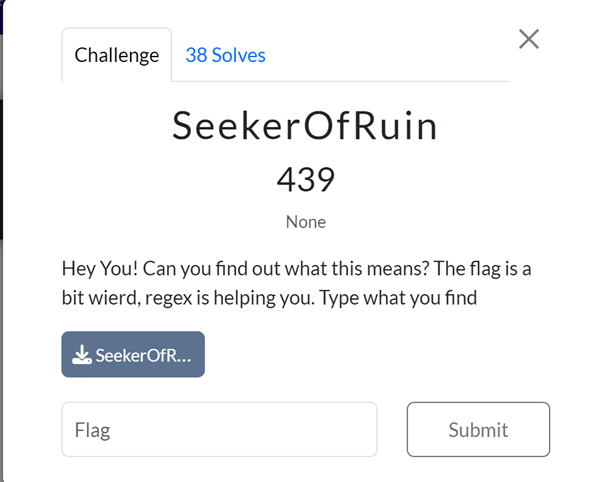 Challenge
38 Solves
SeekerOfRuin
439
None
Hey You! Can you find out what this means? The flag is a
bit wierd, regex is helping you. Type what you find
SeekerOfR...
Flag
Submit